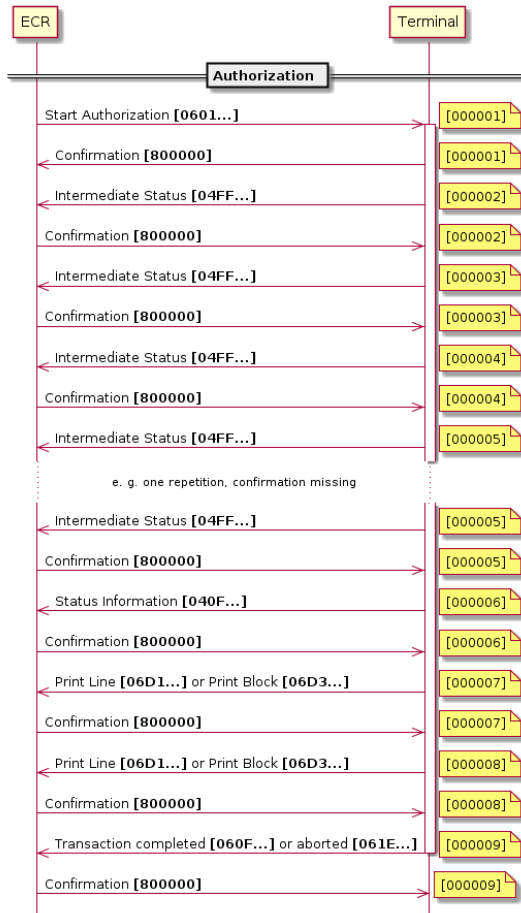 ECR Terminal
Authorization
Start Authorization [0601...] [000001]
Confirmation [800000] [000001]
Intermediate Status [04FF...] [000002]
Confirmation [800000] [000002]
Intermediate Status [04FF...] [000003]
Confirmation [800000] [000003]
Intermediate Status [04FF...] [000004]
Confirmation [800000] [000004]
Intermediate Status [04FF...] [000005]
e. g. one repetition, confirmation missing
Intermediate Status [04FF...] [000005]
Confirmation [800000] [000005]
Status Information [040F...] [000006]
Confirmation [800000] [000006]
Print Line [06D1...] or Print Block [06D3...] [000007]
Confirmation [800000] [000007]
Print Line [06D1...] or Print Block [06D3...] [000008]
Confirmation [800000] [000008]
Transaction completed [060F...] or aborted [061E...] [000009]
Confirmation [800000] [000009]